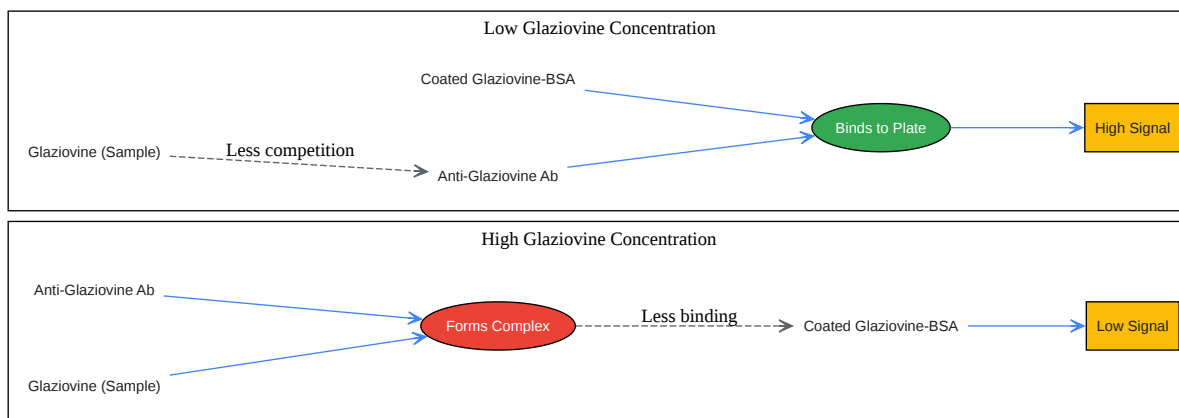 Low Glaziovine Concentration
Coated Glaziovine-BSA
Binds to Plate
High Signal
Glaziovine (Sample)
Less competition
Anti-Glaziovine Ab
High Glaziovine Concentration
Anti-Glaziovine Ab
Forms Complex
Less binding
Coated Glaziovine-BSA
Low Signal
Glaziovine (Sample)